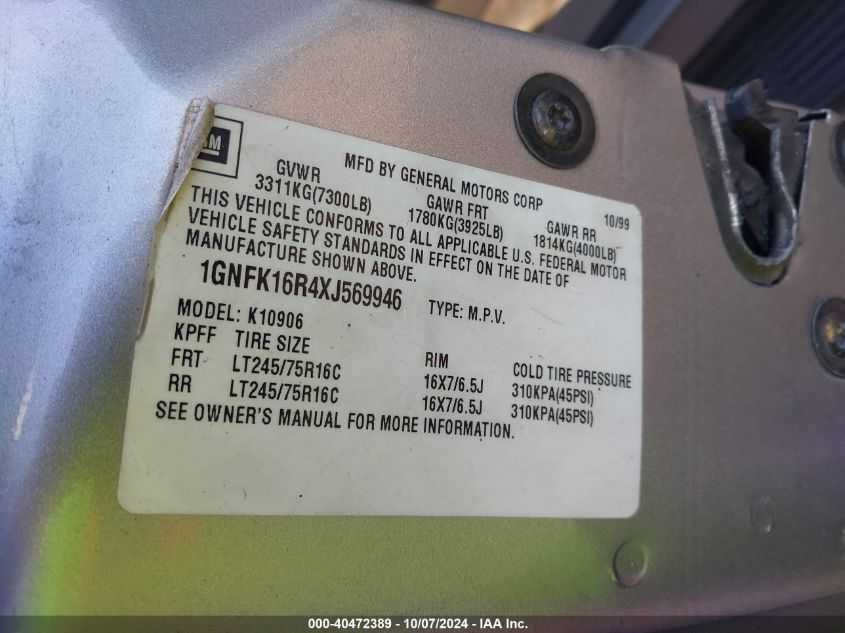 GM
MFD BY GENERAL MOTORS CORP 10/99
GVWR GAWR FRT GAWR RR
3311KG(7300LB) 1780KG(3925LB) 1814KG(4000LB)
THIS VEHICLE CONFORMS TO ALL APPLICABLE U.S. FEDERAL MOTOR
VEHICLE SAFETY STANDARDS IN EFFECT ON THE DATE OF
MANUFACTURE SHOWN ABOVE.
1GNFK16R4XJ569946 TYPE: M.P.V.
MODEL: K10906
KPFF TIRE SIZE RIM COLD TIRE PRESSURE
FRT LT245/75R16C 16X7/6.5J 310KPA(45PSI)
RR LT245/75R16C 16X7/6.5J 310KPA(45PSI)
SEE OWNER'S MANUAL FOR MORE INFORMATION.
000-40472389 - 10/07/2024 - IAA Inc.